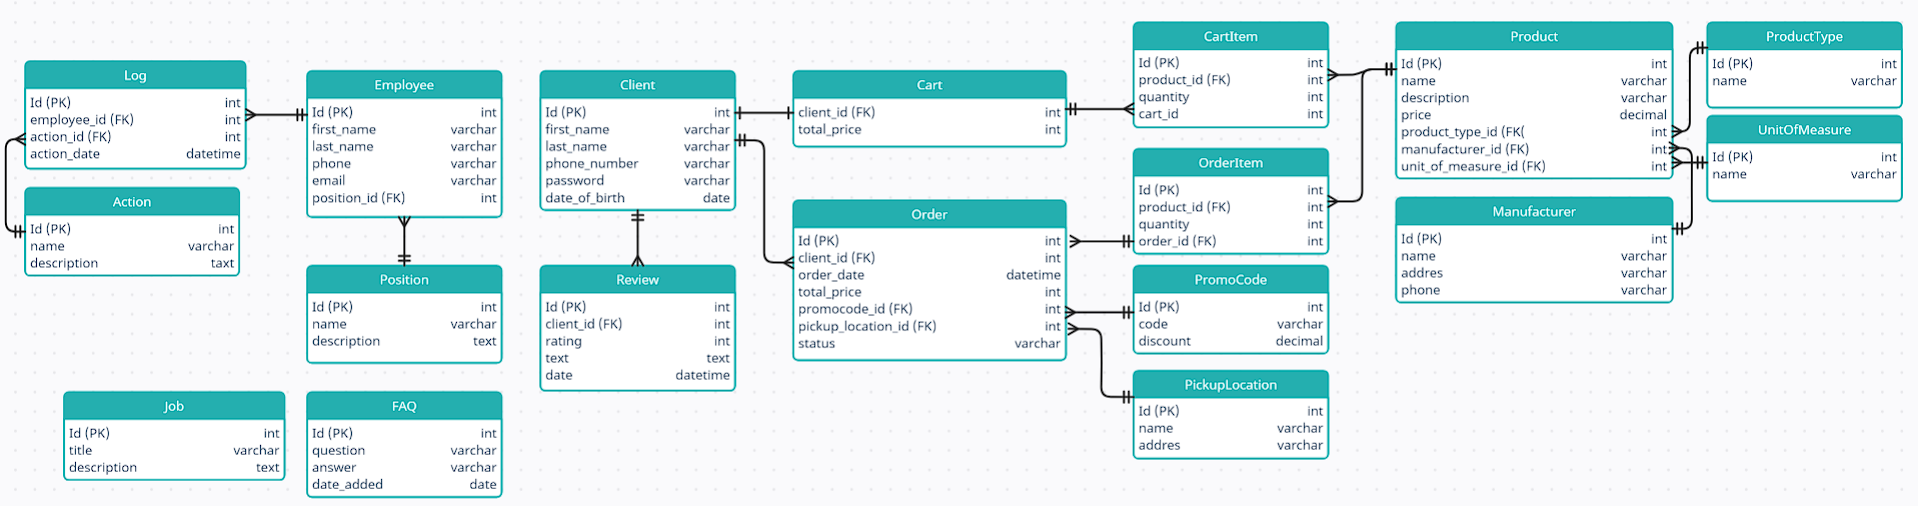 Log
Id (PK) int
employee_id (FK) int
action_id (FK) int
action_date datetime
Action
Id (PK) int
name varchar
description taxt
Employee
Id (PK) int
first_name varchar
last_name varchar
phone varchar
email varchar
position_id (FK) int
Position
Id (PK) int
name varchar
description text
Job
Id (PK) int
title varchar
description text
FAQ
Id (PK) int
question varchar
answer varchar
date_added date
Client
Id (PK) int
first_name varchar
last_name varchar
phone_number varchar
password varchar
date_of_birth date
Review
Id (PK) int
client_id (FK) int
rating int
text text
date datetime
Cart
client_id (FK) int
total_price int
Order
Id (PK) int
client_id (FK) int
order_date datetime
total_price int
promocode_id (FK) int
pickup_location_id (FK) int
status varchar
CartItem
Id (PK) int
product_id (FK) int
quantity int
cart_id int
OrderItem
Id (PK) int
product_id (FK) int
quantity int
order_id (FK) int
PromoCode
Id (PK) int
code varchar
discount decimal
PickupLocation
Id (PK) int
name varchar
addres varchar
Product
Id (PK) int
name varchar
description varchar
price decimal
product_type_id (FK( int
manufacturer_id (FK) int
unit_of_measure_id (FK) int
Manufacturer
Id (PK) int
name varchar
addres varchar
phone varchar
ProductType
Id (PK) int
name varchar
UnitOfMeasure
Id (PK) int
name varchar